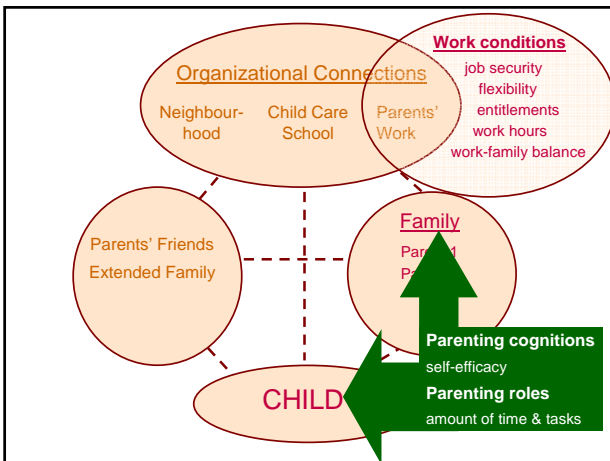 Work conditions
job security
flexibility
entitlements
work hours
work-family balance
Organizational Connections
Neighbour-
hood
Child Care
School
Parents'
Work
Parents' Friends
Extended Family
Family
CHILD
Parenting cognitions
self-efficacy
Parenting roles
amount of time & tasks